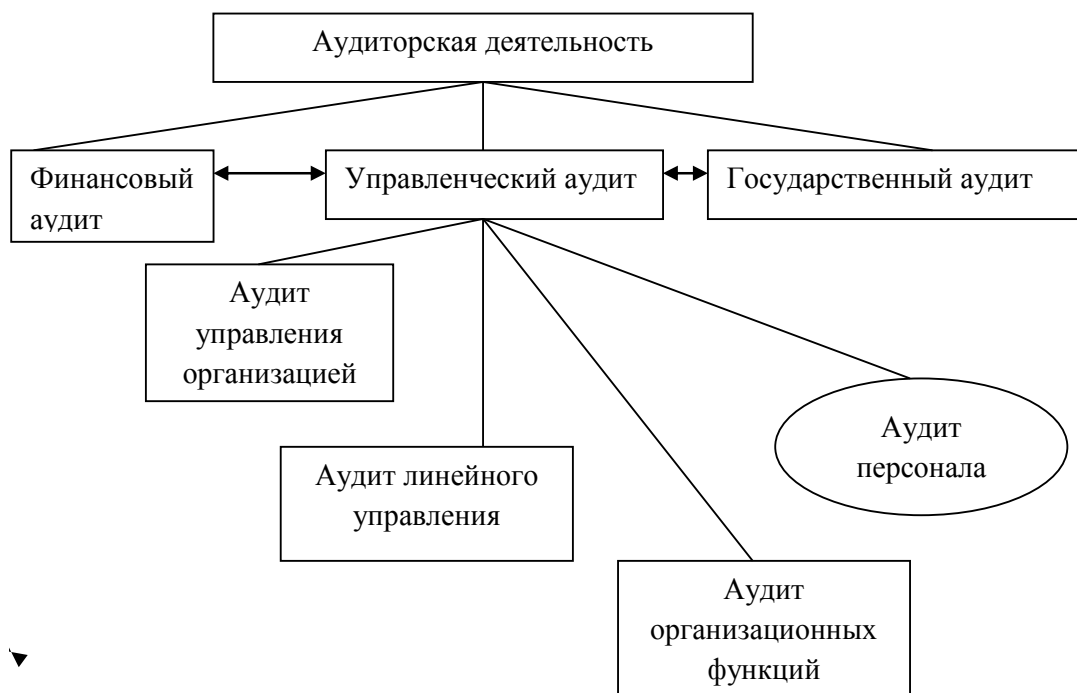 Аудиторская деятельность
Финансовый
аудит
Управленческий аудит
Государственный аудит
Аудит
управления
организацией
Аудит линейного
управления
Аудит
организационных
функций
Аудит
персонала